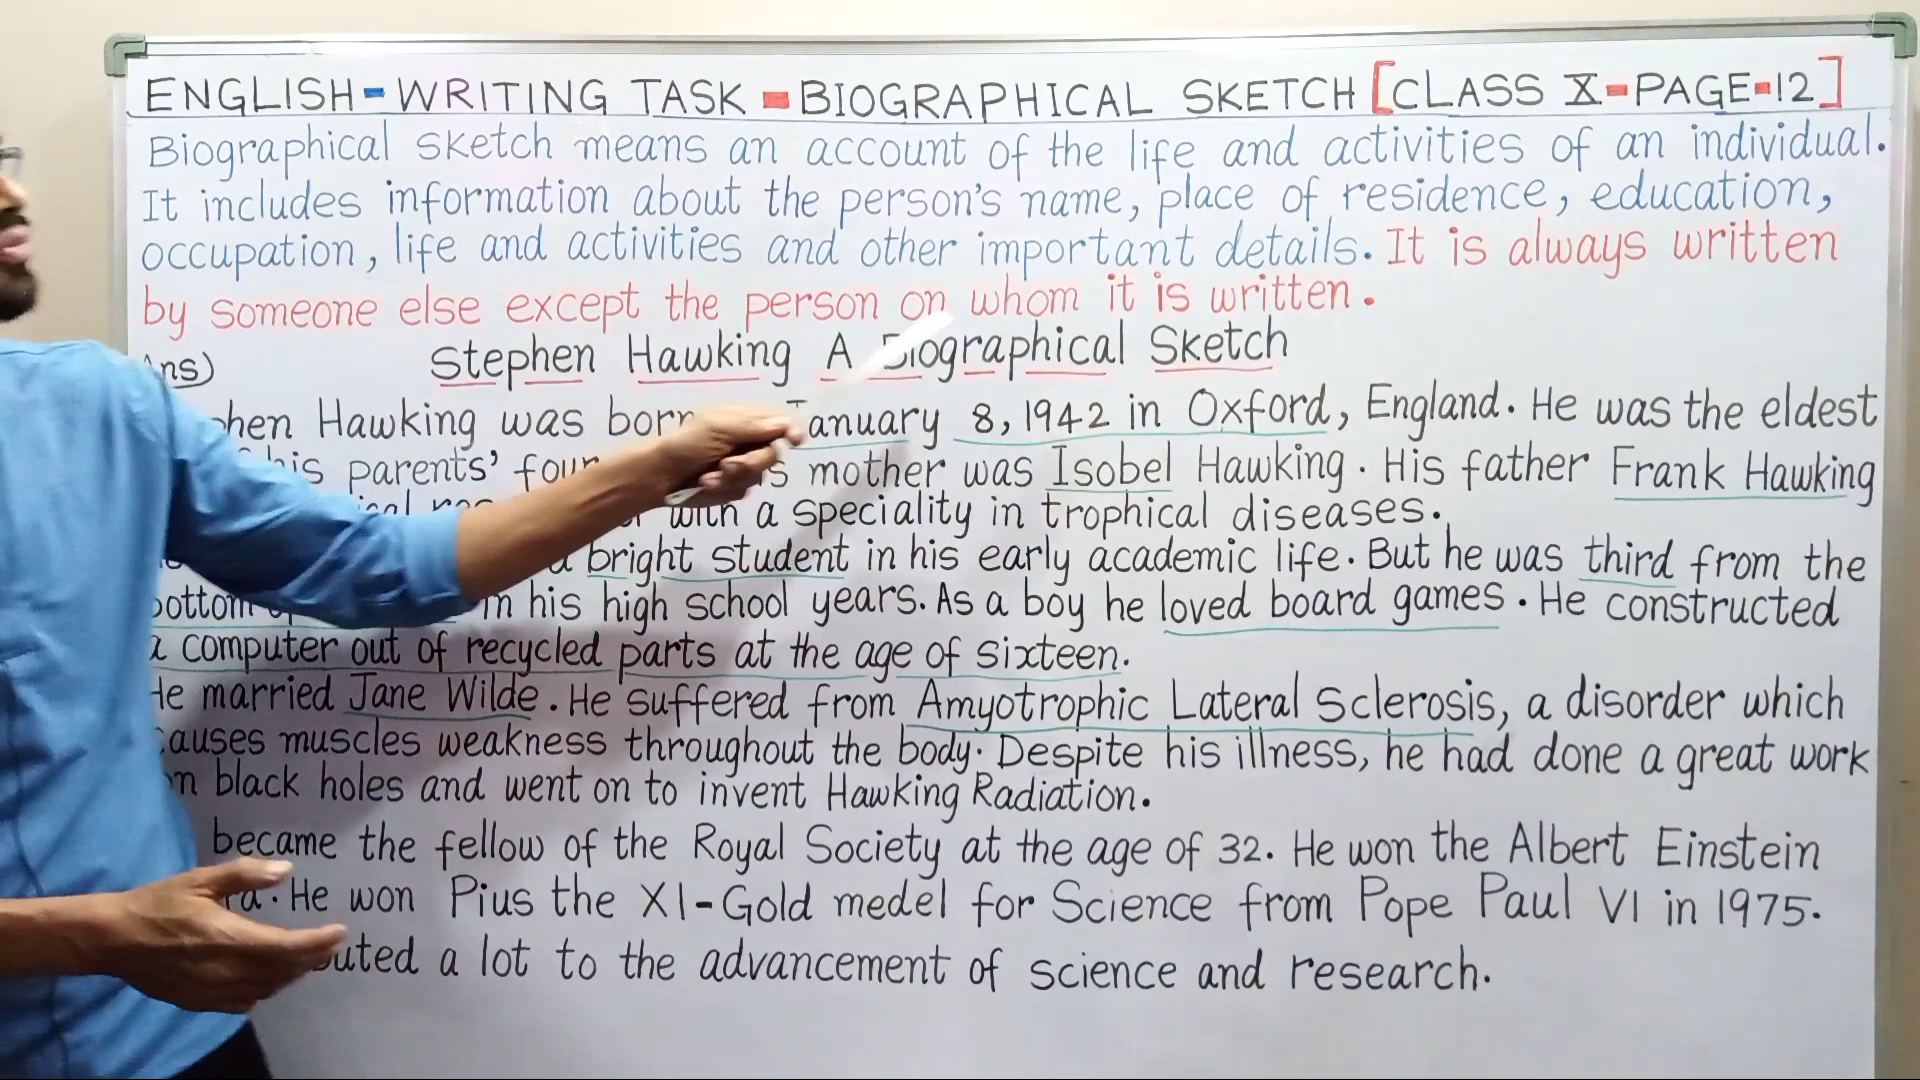 ENGLISH-WRITING TASK-BIOGRAPHICAL SKETCH [CLASS X-PAGE-12]
Biographical sketch means an account of the life and activities of an individual.
It includes information about the person's name, place of residence, education,
occupation, life and activities and other important details. It is always written
by someone else except the person on whom it is written.
Stephen Hawking A Biographical Sketch
Hawking was born January 8, 1942 in Oxford, England. He was the eldest
his parents' four mother was Isobel Hawking. His father Frank Hawking
with a speciality in trophical diseases.
a bright student in his early academic life. But he was third from the
bottom in his high school years. As a boy he loved board games. He constructed
a computer out of recycled parts at the age of sixteen.
He married Jane Wilde. He suffered from Amyotrophic Lateral Sclerosis, a disorder which
causes muscles weakness throughout the body. Despite his illness, he had done a great work
on black holes and went on to invent Hawking Radiation.
became the fellow of the Royal Society at the age of 32. He won the Albert Einstein
He won Pius the XI-Gold medel for Science from Pope Paul VI in 1975.
a lot to the advancement of science and research.